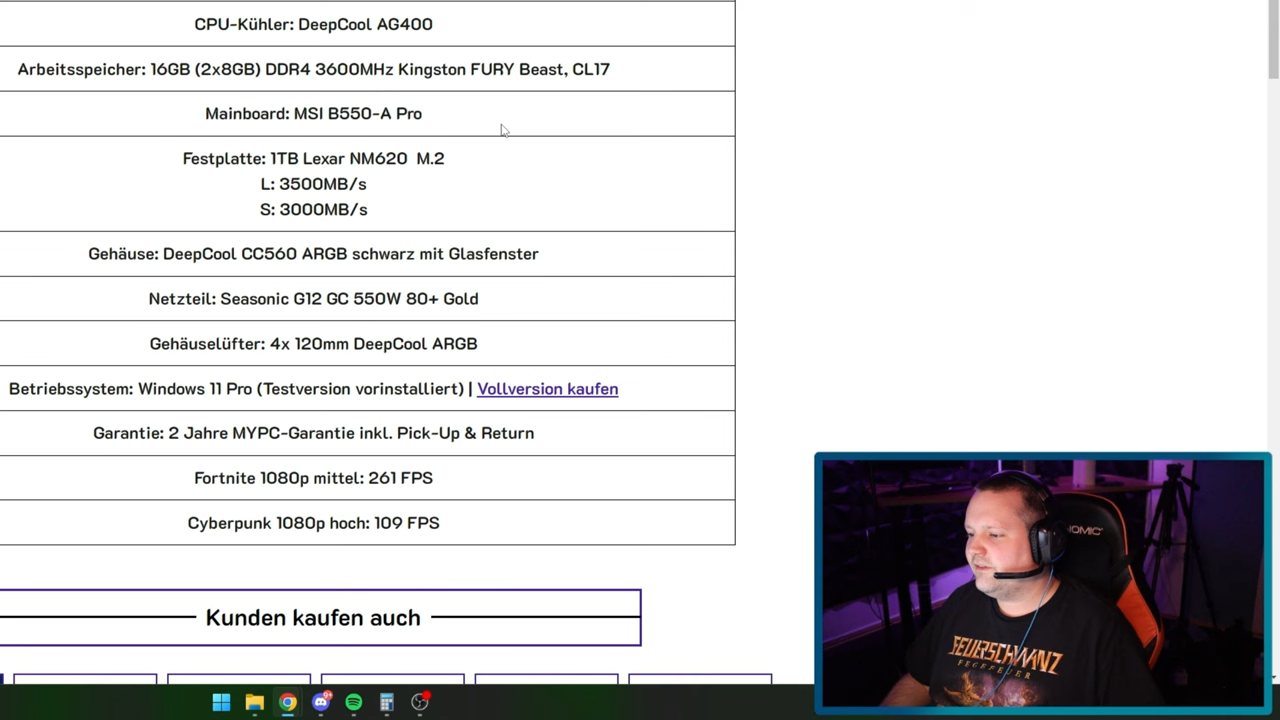 CPU-Kühler: DeepCool AG400
Arbeitsspeicher: 16GB (2x8GB) DDR4 3600MHz Kingston FURY Beast, CL17
Mainboard: MSI B550-A Pro
Festplatte: 1TB Lexar NM620 M.2
L: 3500MB/s
S: 3000MB/s
Gehäuse: DeepCool CC560 ARGB schwarz mit Glasfenster
Netzteil: Seasonic G12 GC 550W 80+ Gold
Gehäuselüfter: 4x 120mm DeepCool ARGB
Betriebssystem: Windows 11 Pro (Testversion vorinstalliert) | Vollversion kaufen
Garantie: 2 Jahre MYPC-Garantie inkl. Pick-Up & Return
Fortnite 1080p mittel: 261 FPS
Cyberpunk 1080p hoch: 109 FPS
Kunden kaufen auch
FEUERSCHWANZ
FEGEFEUER